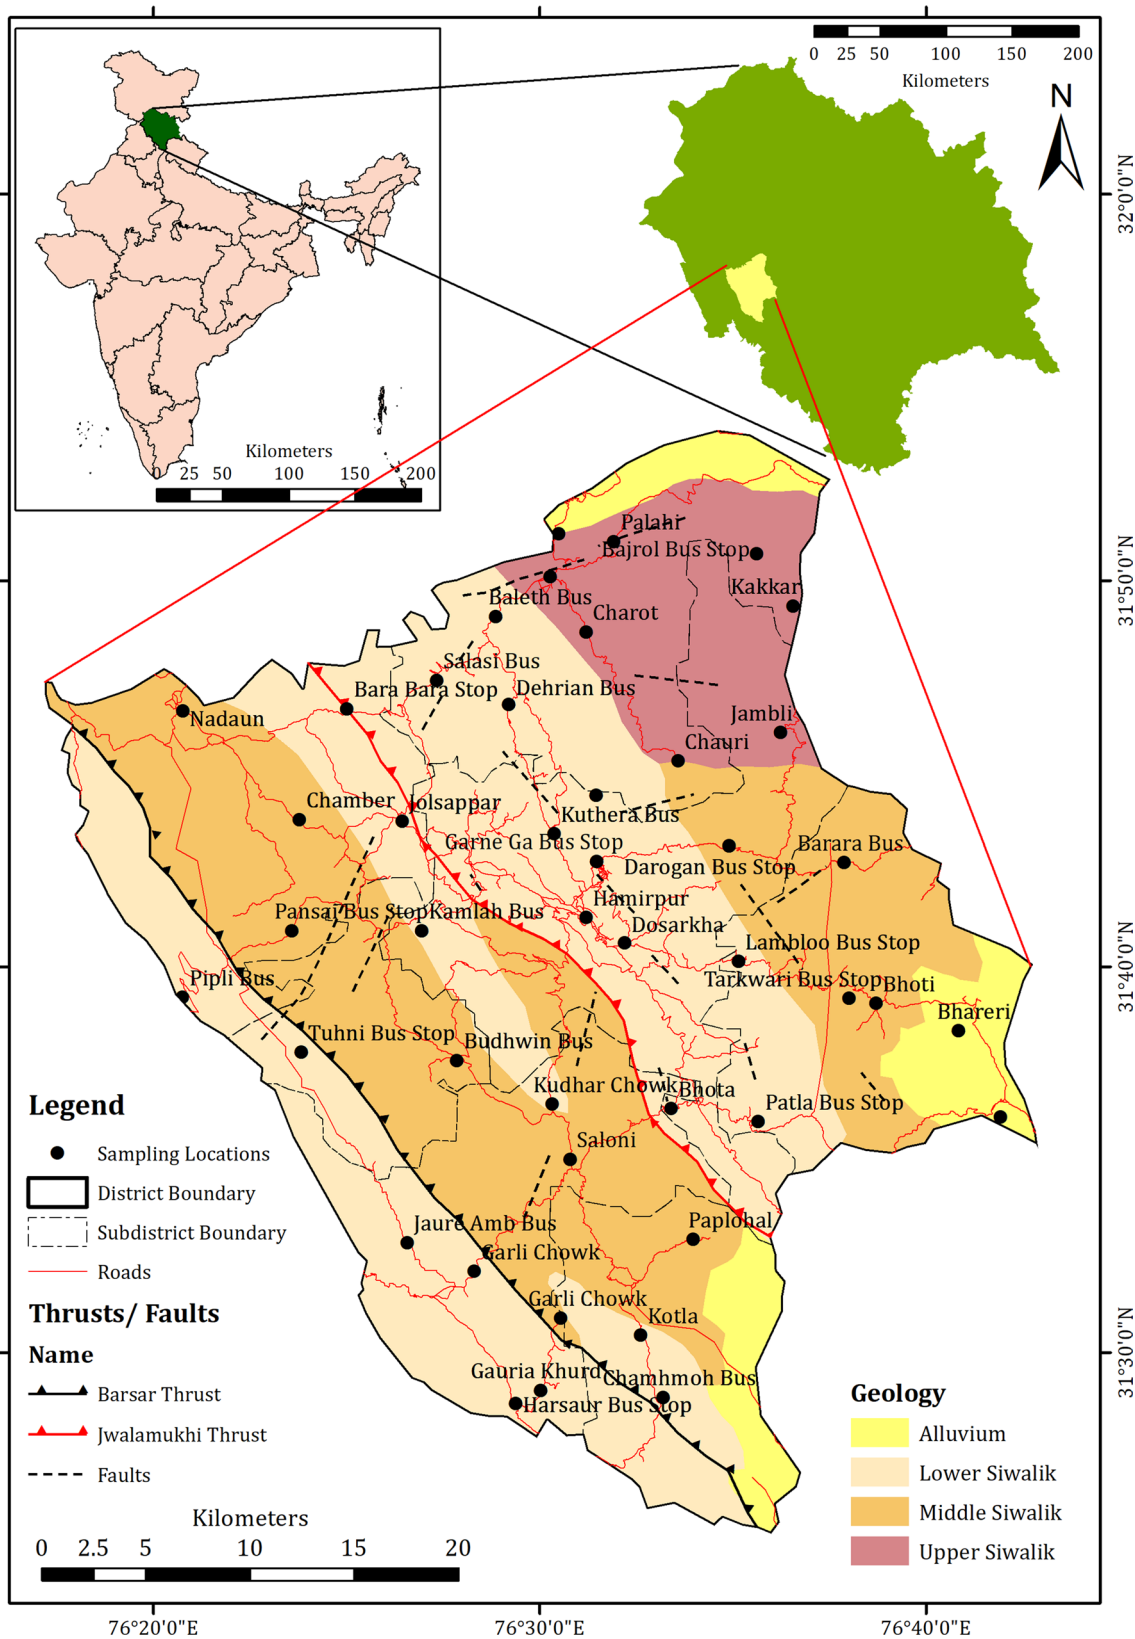 0 25 50 100 150 200
Kilometers
N
32°0'0"N
Kilometers
0 25 50 100 150 200
Palahi
Bajrol Bus Stop
31°50'0"N
Kakkar
Baleth Bus
Charot
Salasi Bus
Bara Bara Stop
Dehrian Bus
Nadaun
Jambli
Chauri
Chamber
Jolsappar
Kuthera Bus
Garne Ga Bus Stop
Barara Bus
Darogan Bus Stop
Hamirpur
Pansai Bus Stop
Kamlah Bus
Dosarkha
Lambloo Bus Stop
31°40'0"N
Pipli Bus
Tarkwari Bus Stop
Bhoti
Bhareri
Tuhni Bus Stop
Budhwin Bus
Kudhar Chowk
Bhota
Patla Bus Stop
Saloni
Jaure Amb Bus
Paplohal
Garli Chowk
Garli Chowk
Kotla
31°30'0"N
Gauria Khurd
Chamhmoh Bus
Harsaur Bus Stop
Legend
Sampling Locations
District Boundary
Subdistrict Boundary
Roads
Thrusts/ Faults
Name
Barsar Thrust
Jwalamukhi Thrust
Faults
Kilometers
0 2.5 5 10 15 20
Geology
Alluvium
Lower Siwalik
Middle Siwalik
Upper Siwalik
76°20'0"E
76°30'0"E
76°40'0"E